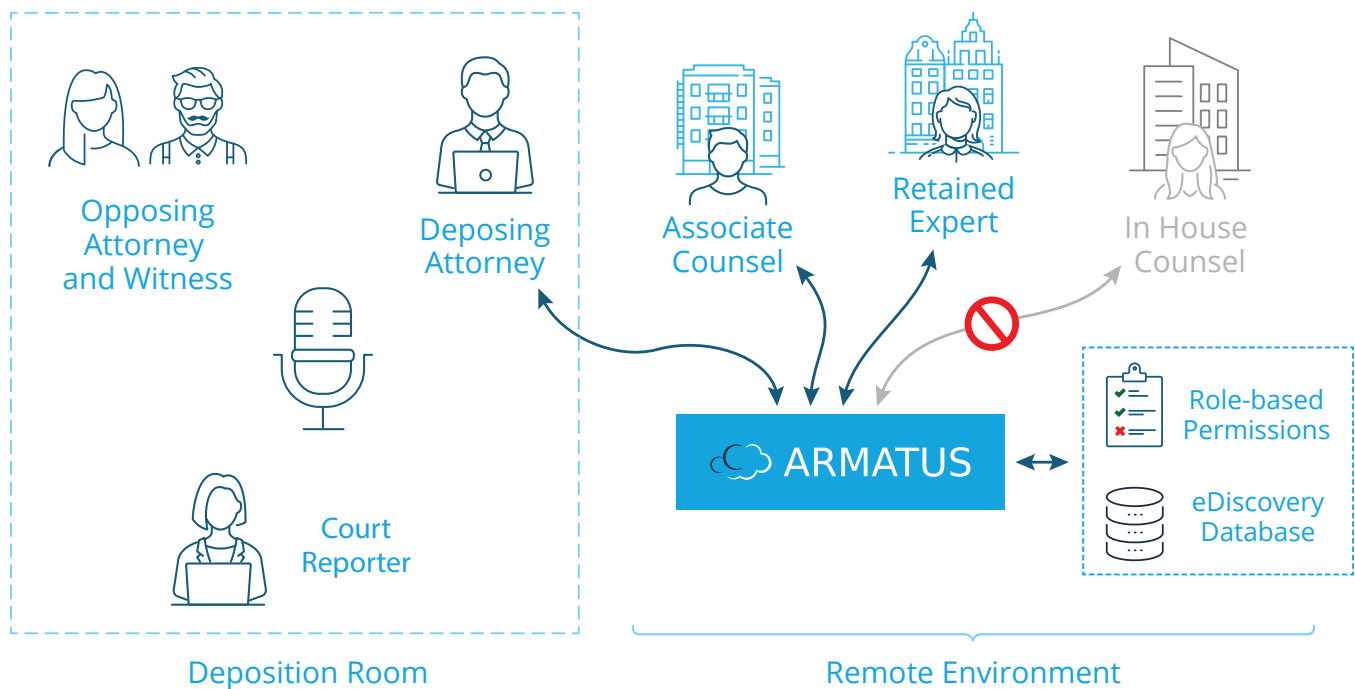 Opposing
Attorney
and Witness
Deposing
Attorney
Court
Reporter
Deposition Room
Associate
Counsel
Retained
Expert
In House
Counsel
ARMATUS
Role-based
Permissions
eDiscovery
Database
Remote Environment